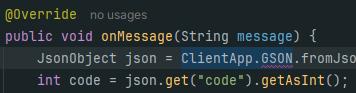 @Override no usages
public void onMessage(String message) {
JsonObject json = ClientApp.GSON.fromJso
int code = json.get("code").getAsInt();